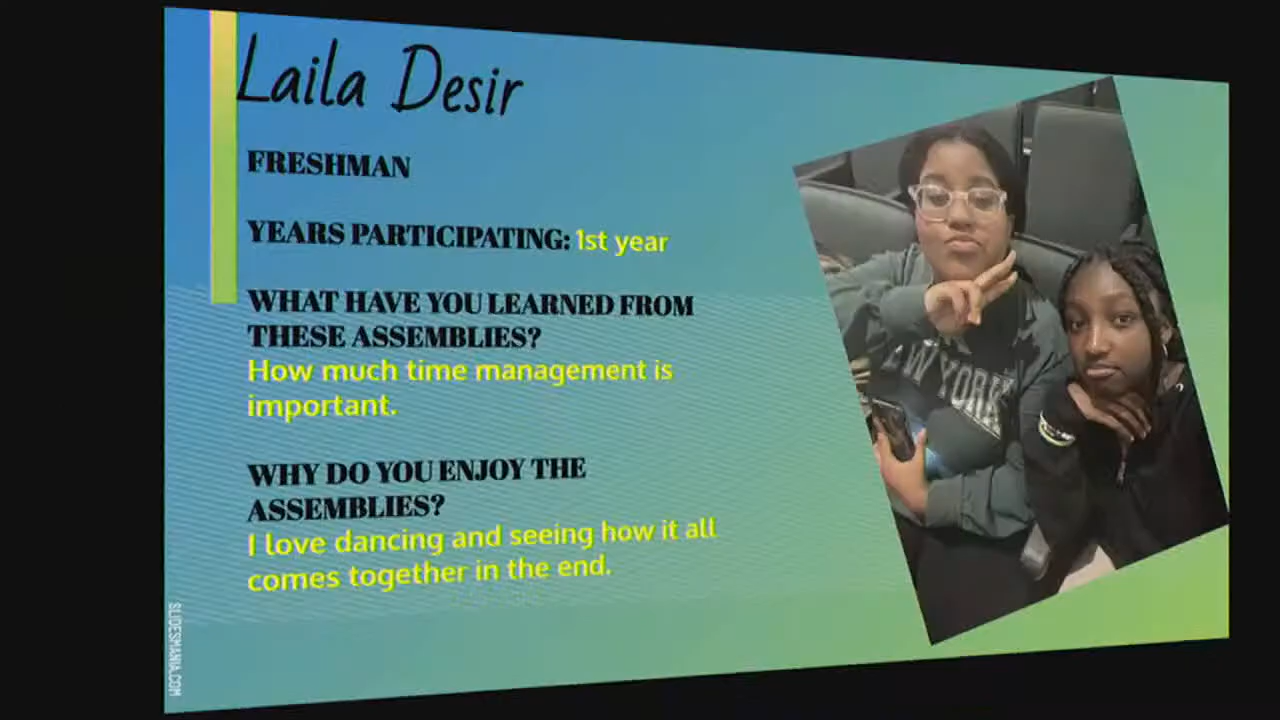 Laila Desir
FRESHMAN
YEARS PARTICIPATING: 1st year
WHAT HAVE YOU LEARNED FROM
THESE ASSEMBLIES?
How much time management is
important.
WHY DO YOU ENJOY THE
ASSEMBLIES?
I love dancing and seeing how it all
comes together in the end.
SLIDESMANIA.COM
EW YORK